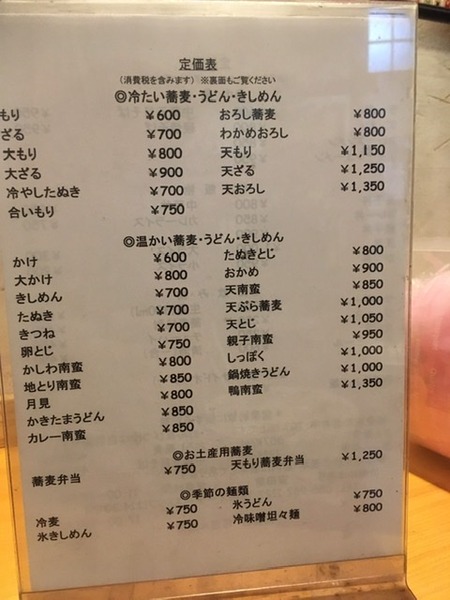 定価表
(消費税を含みます) ※裏面もご覧ください
◎冷たい蕎麦・うどん・きしめん
もり ¥600 おろし蕎麦 ¥800
ざる ¥700 わかめおろし ¥800
大もり ¥800 天もり ¥1,150
大ざる ¥900 天ざる ¥1,250
冷やしたぬき ¥700 天おろし ¥1,350
合いもり ¥750
◎温かい蕎麦・うどん・きしめん
かけ ¥600 たぬきとじ ¥800
大かけ ¥800 おかめ ¥900
きしめん ¥700 天南蛮 ¥850
たぬき ¥700 天ぷら蕎麦 ¥1,000
きつね ¥700 天とじ ¥1,050
卵とじ ¥750 親子南蛮 ¥950
かしわ南蛮 ¥800 しっぽく ¥1,000
地とり南蛮 ¥850 鍋焼きうどん ¥1,000
月見 ¥800 鴨南蛮 ¥1,350
かきたまうどん ¥850
カレー南蛮 ¥850
◎お土産用蕎麦
蕎麦弁当 ¥750 天もり蕎麦弁当 ¥1,250
◎季節の麺類
冷麦 ¥750 氷うどん ¥750
氷きしめん ¥750 冷味噌坦々麺 ¥800